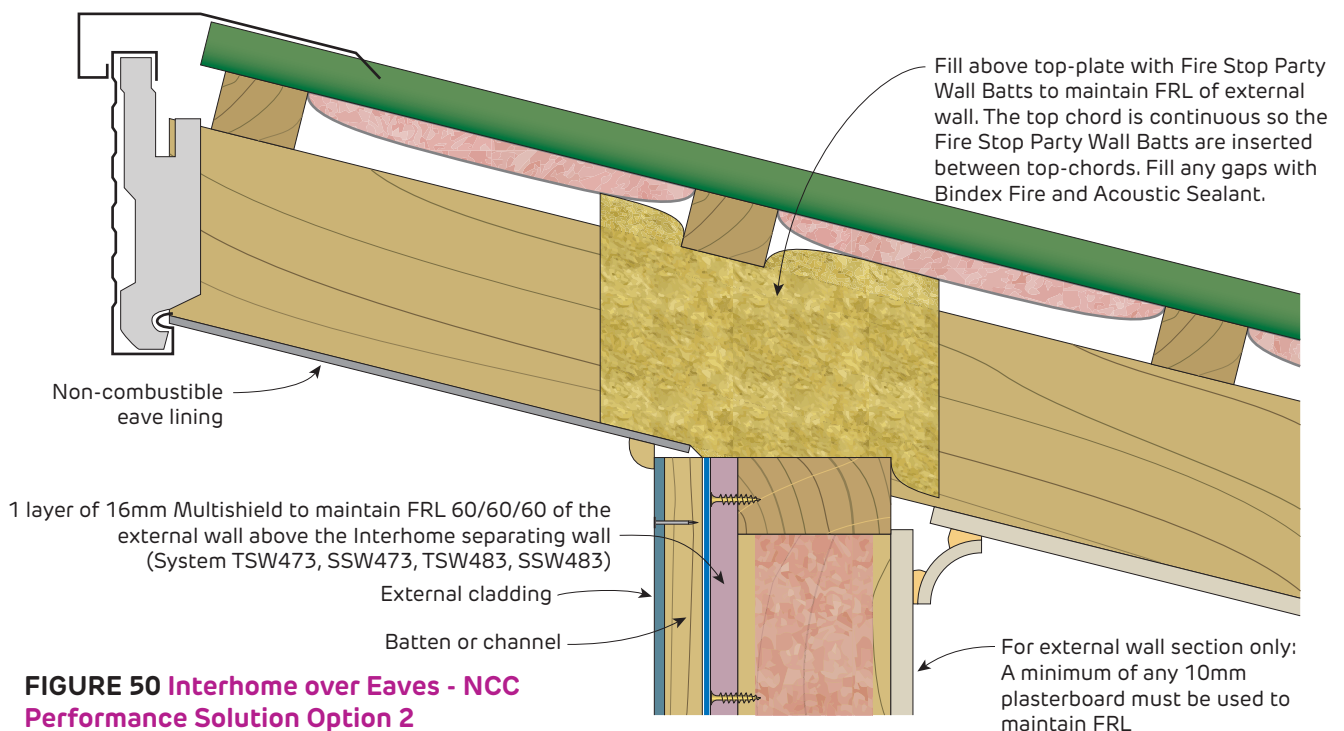 Fill above top-plate with Fire Stop Party
Wall Batts to maintain FRL of external
wall. The top chord is continuous so the
Fire Stop Party Wall Batts are inserted
between top-chords. Fill any gaps with
Bindex Fire and Acoustic Sealant.
Non-combustible
eave lining
1 layer of 16mm Multishield to maintain FRL 60/60/60 of the
external wall above the Interhome separating wall
(System TSW473, SSW473, TSW483, SSW483)
External cladding
Batten or channel
For external wall section only:
A minimum of any 10mm
plasterboard must be used to
maintain FRL
FIGURE 50 Interhome over Eaves - NCC
Performance Solution Option 2